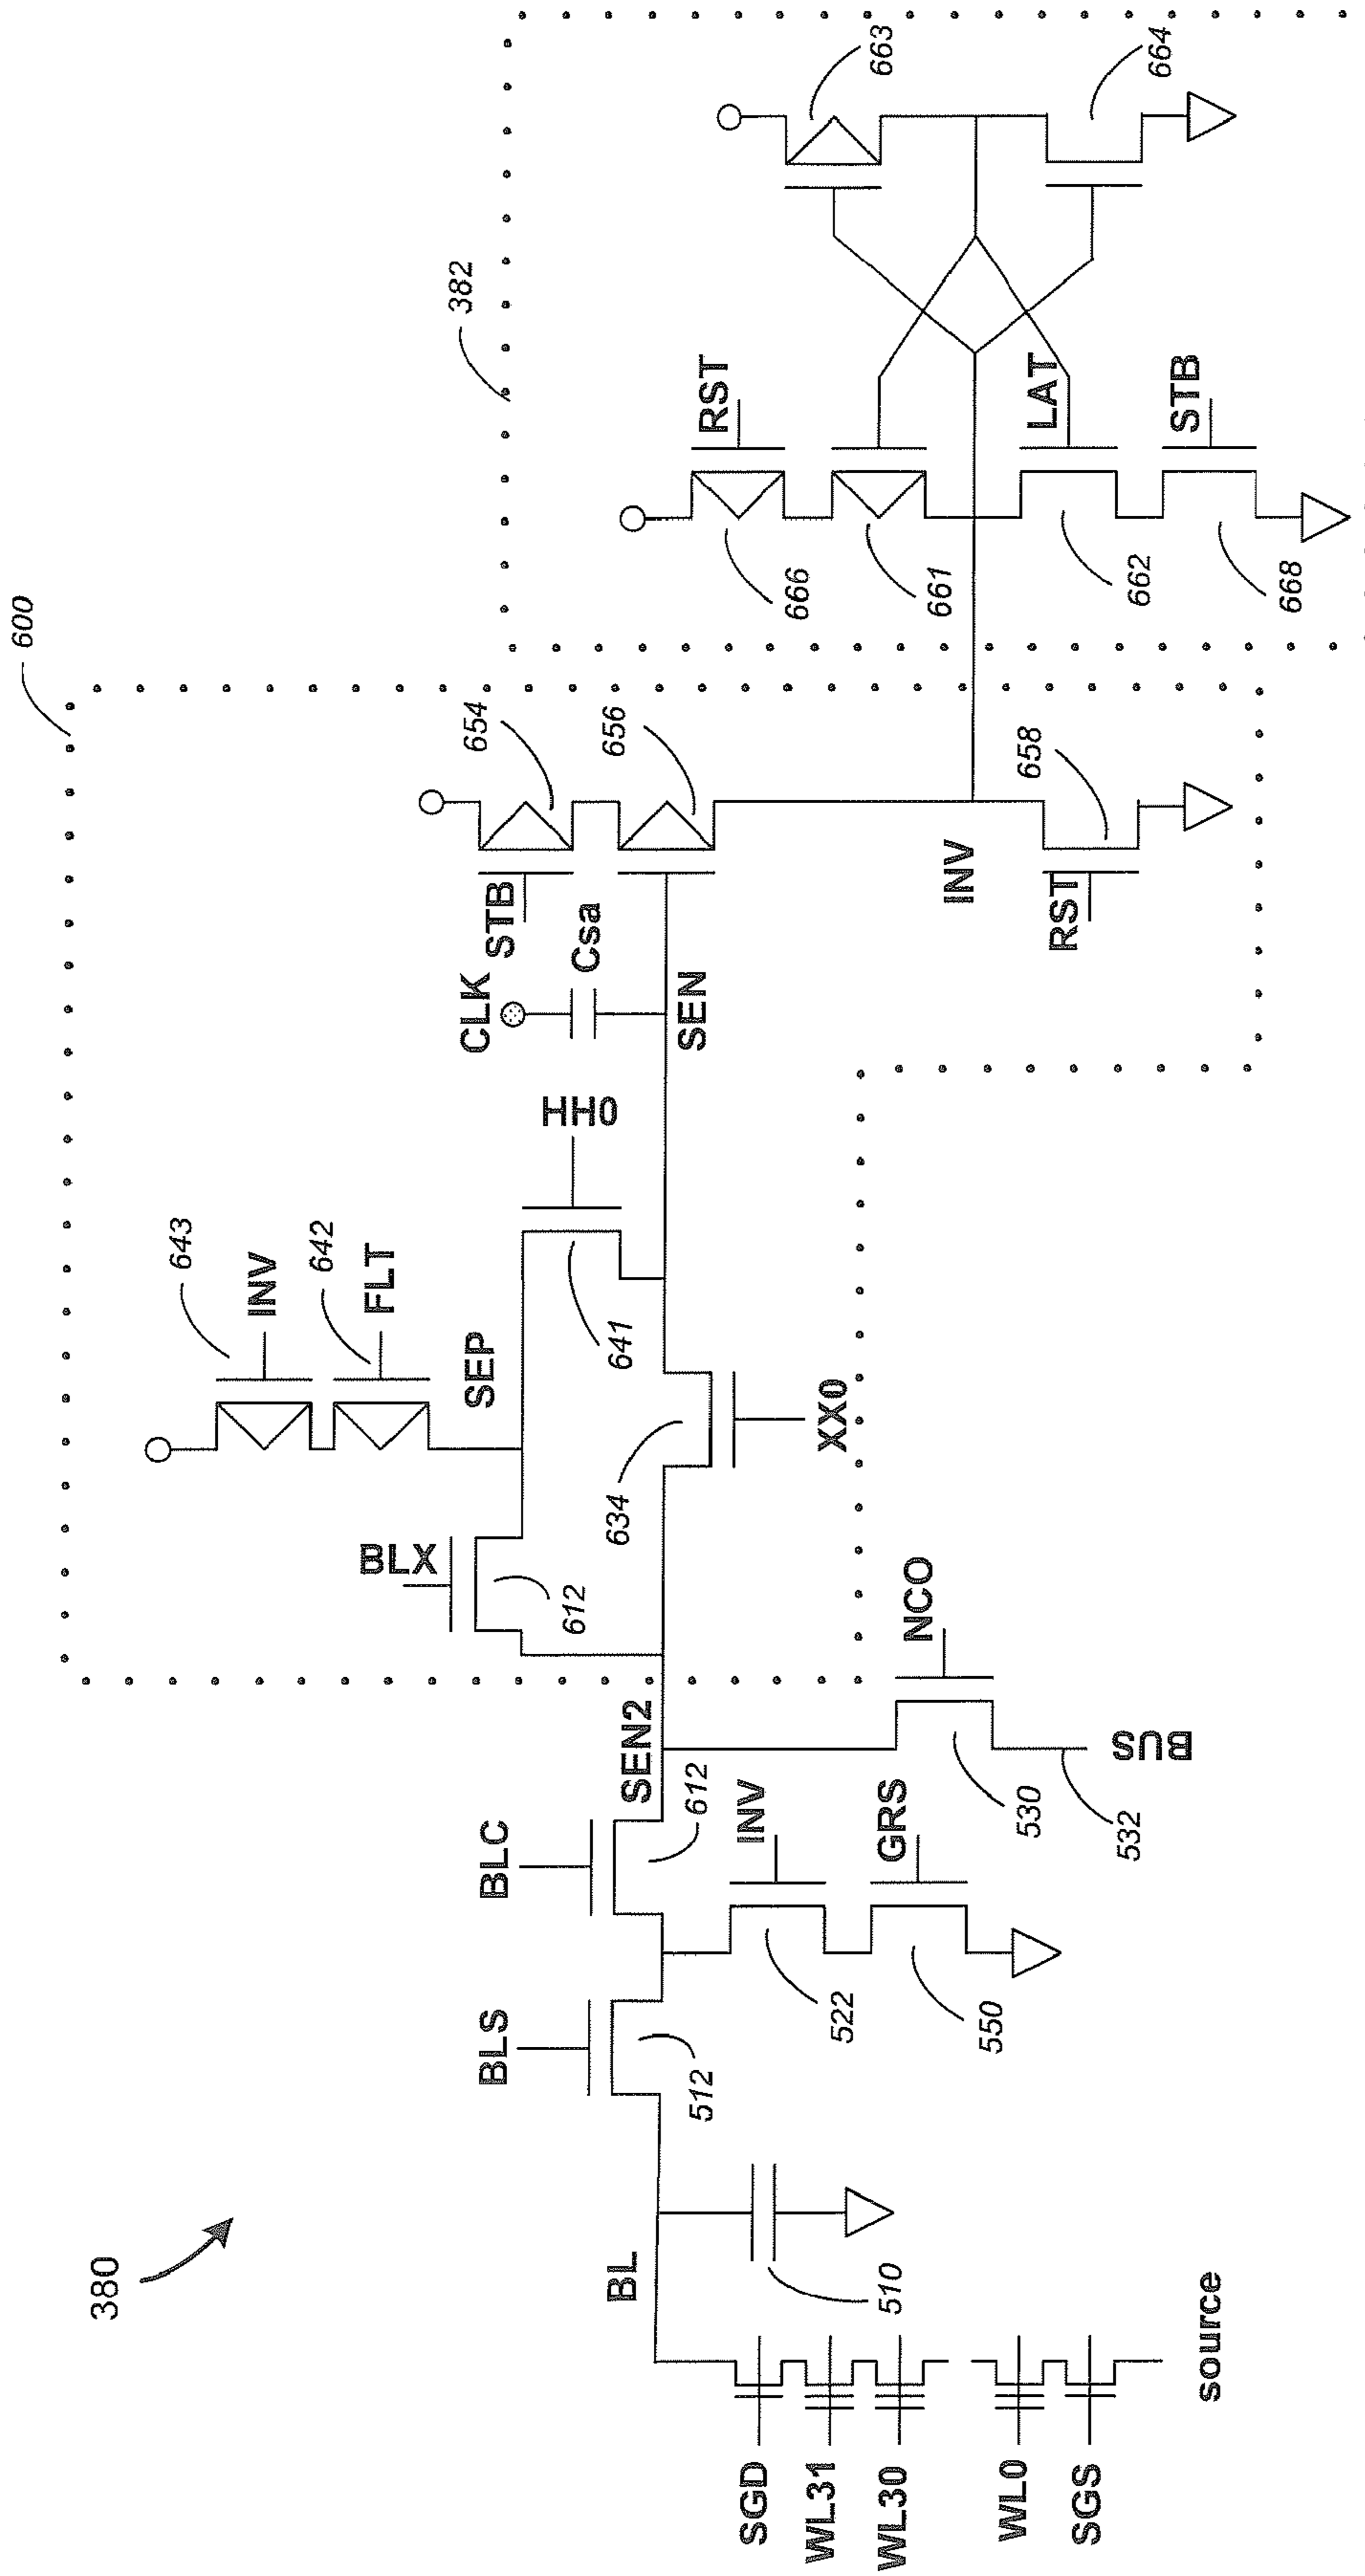 380
600
382
663
664
RST
666
661
LAT
662
STB
668
654
656
STB
CLK
Csa
SEN
INV
RST
658
HH0
643
INV
642
FLT
SEP
641
634
XX0
BLX
612
SEN2
NCO
530
532
BUS
BLC
612
INV
GRS
522
550
BLS
512
BL
510
SGD
WL31
WL30
WL0
SGS
source